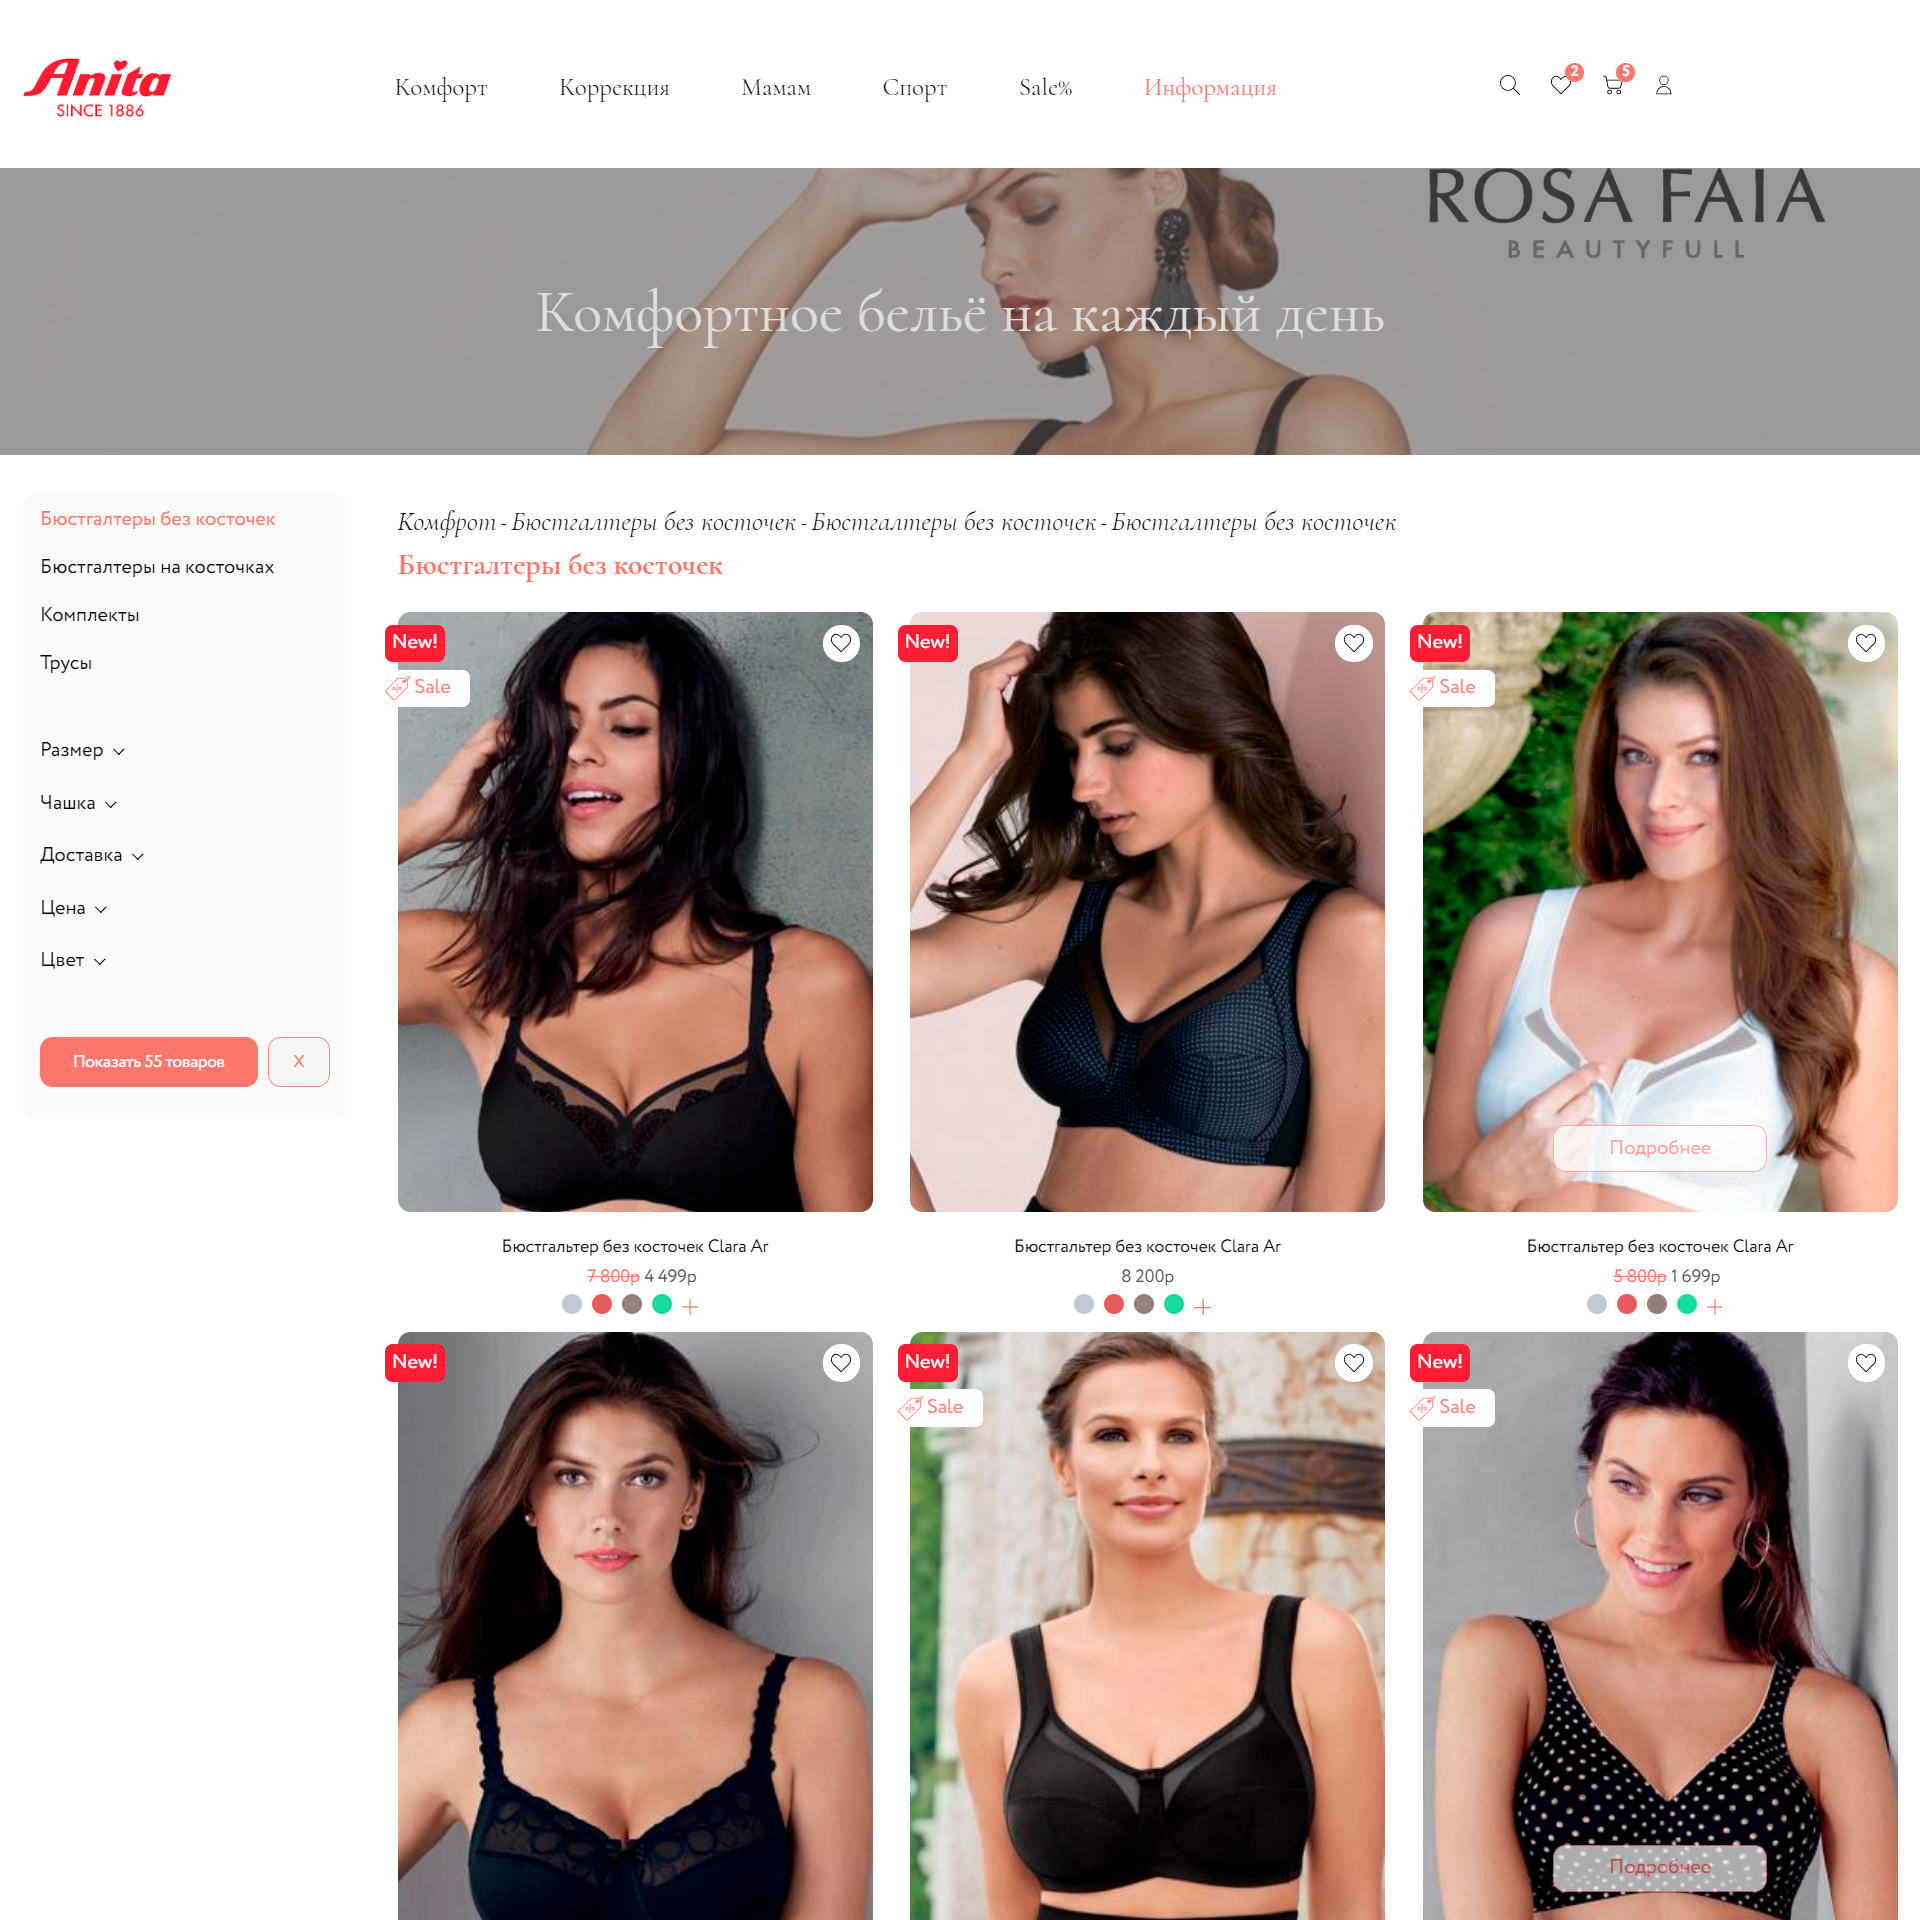 Anita
SINCE 1886
Комфорт
Коррекция
Мамам
Спорт
Sale%
Информация
2
5
ROSA FAIA
BEAUTYFULL
Комфортное бельё на каждый день
Бюстгалтеры без косточек
Бюстгалтеры на косточках
Комплекты
Трусы
Размер
Чашка
Доставка
Цена
Цвет
Показать 55 товаров
X
Комфрот - Бюстгалтеры без косточек - Бюстгалтеры без косточек - Бюстгалтеры без косточек
Бюстгалтеры без косточек
New!
Sale
New!
New!
Sale
Подробнее
Бюстгальтер без косточек Clara Ar
7 800р 4 499р
Бюстгальтер без косточек Clara Ar
8 200р
Бюстгальтер без косточек Clara Ar
5 800р 1 699р
New!
New!
Sale
New!
Sale
Подробнее